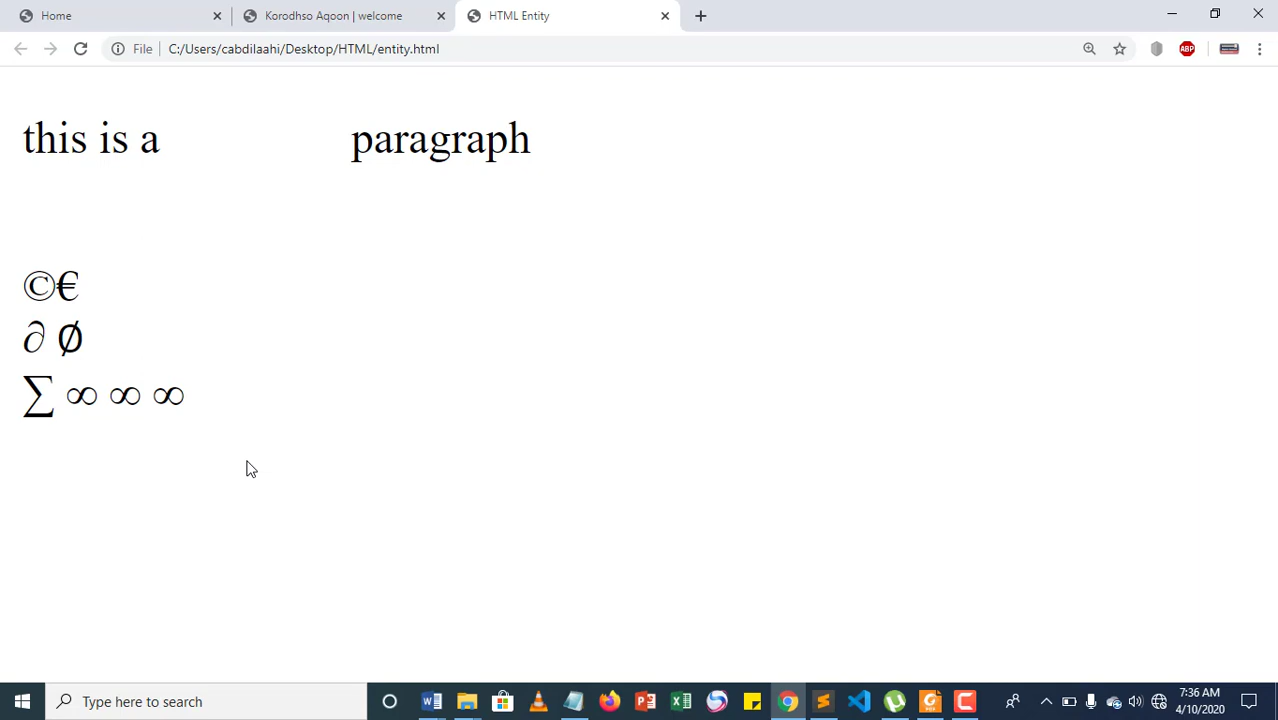 Home
Korodhso Aqoon | welcome
HTML Entity
File
C:/Users/cabdilaahi/Desktop/HTML/entity.html
ABP
this is a paragraph
©€
∂ ∅
∑ ∞ ∞ ∞
Type here to search
7:36 AM
4/10/2020